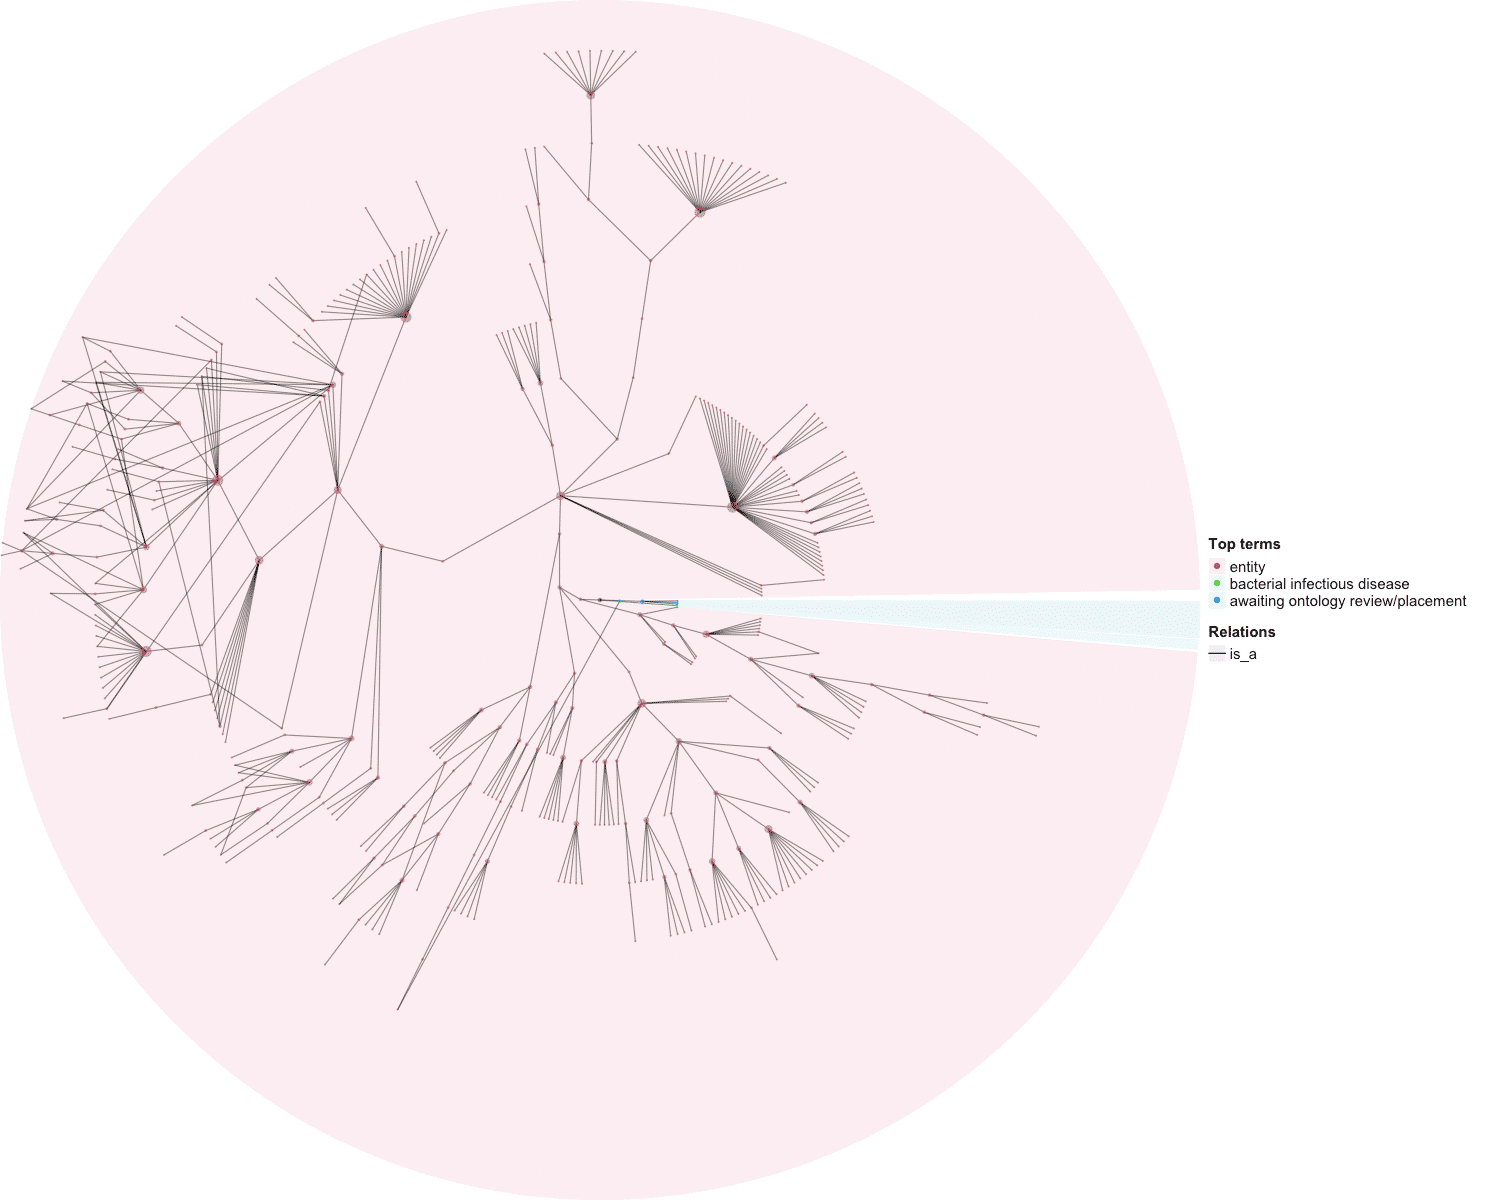 Top terms
entity
bacterial infectious disease
awaiting ontology review/placement
Relations
is_a